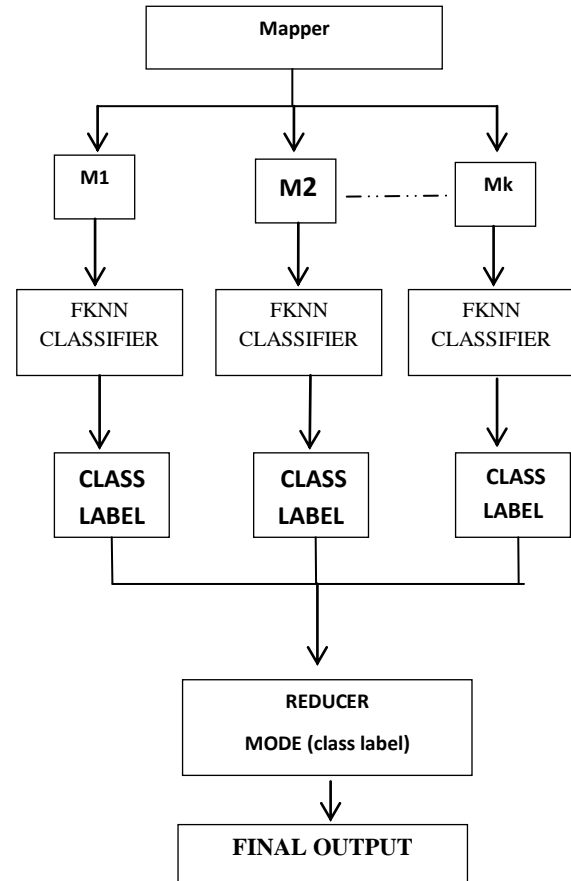 Mapper
M1
M2
Mk
FKNN
CLASSIFIER
FKNN
CLASSIFIER
FKNN
CLASSIFIER
CLASS
LABEL
CLASS
LABEL
CLASS
LABEL
REDUCER
MODE (class label)
FINAL OUTPUT